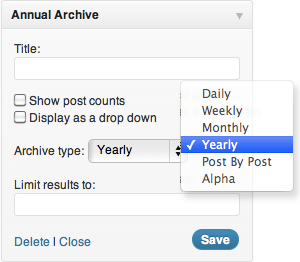 Annual Archive
Title:
Show post counts
Display as a drop down
Archive type: Yearly
Daily
Weekly
Monthly
✓ Yearly
Post By Post
Alpha
Limit results to:
Delete | Close
Save